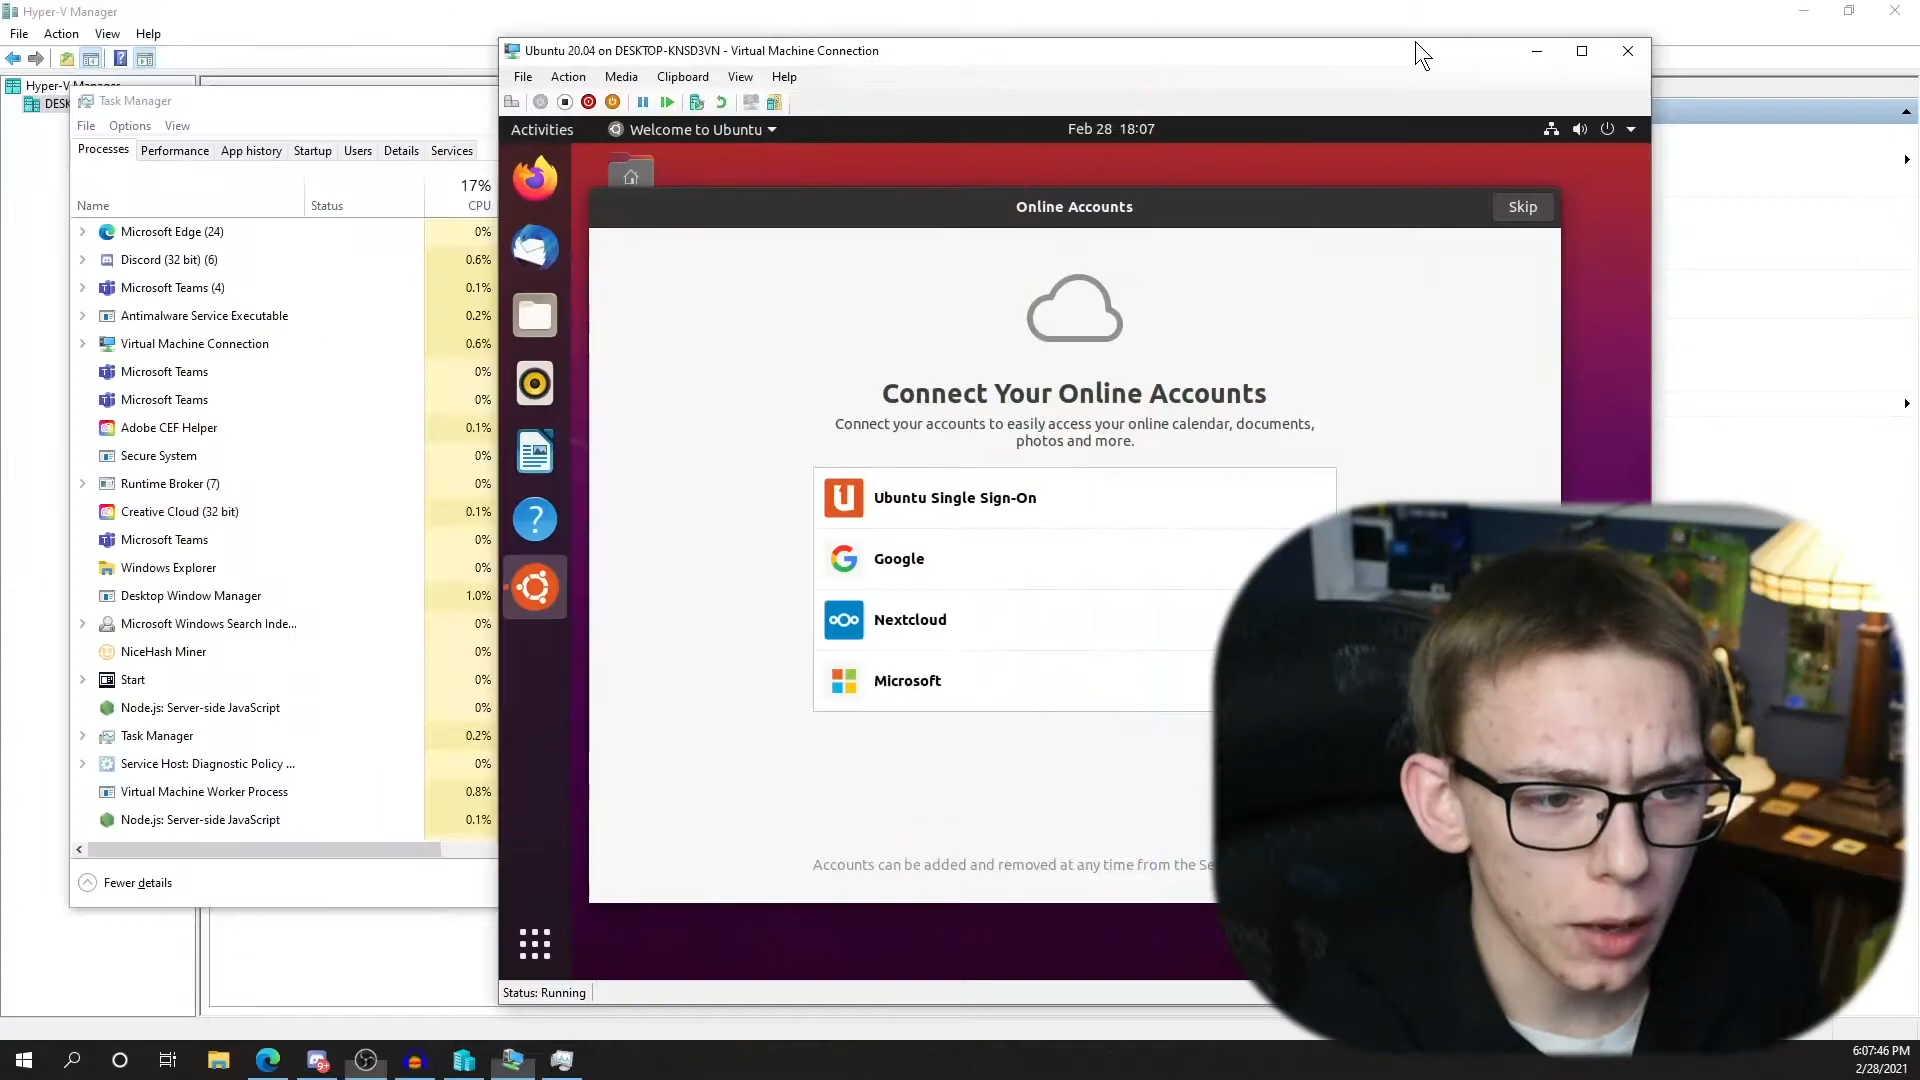 Hyper-V Manager
File Action View Help
Hyper-V Manager
DESK
Task Manager
File Options View
Processes Performance App history Startup Users Details Services
17%
Name Status CPU
Microsoft Edge (24) 0%
Discord (32 bit) (6) 0.6%
Microsoft Teams (4) 0.1%
Antimalware Service Executable 0.2%
Virtual Machine Connection 0.6%
Microsoft Teams 0%
Microsoft Teams 0%
Adobe CEF Helper 0.1%
Secure System 0%
Runtime Broker (7) 0%
Creative Cloud (32 bit) 0.1%
Microsoft Teams 0%
Windows Explorer 0%
Desktop Window Manager 1.0%
Microsoft Windows Search Inde... 0%
NiceHash Miner 0%
Start 0%
Node.js: Server-side JavaScript 0%
Task Manager 0.2%
Service Host: Diagnostic Policy ... 0%
Virtual Machine Worker Process 0.8%
Node.js: Server-side JavaScript 0.1%
Fewer details
Ubuntu 20.04 on DESKTOP-KNSD3VN - Virtual Machine Connection
File Action Media Clipboard View Help
Activities Welcome to Ubuntu Feb 28 18:07
Online Accounts Skip
Connect Your Online Accounts
Connect your accounts to easily access your online calendar, documents,
photos and more.
Ubuntu Single Sign-On
Google
Nextcloud
Microsoft
Accounts can be added and removed at any time from the Se
Status: Running
9+
6:07:46 PM
2/28/2021